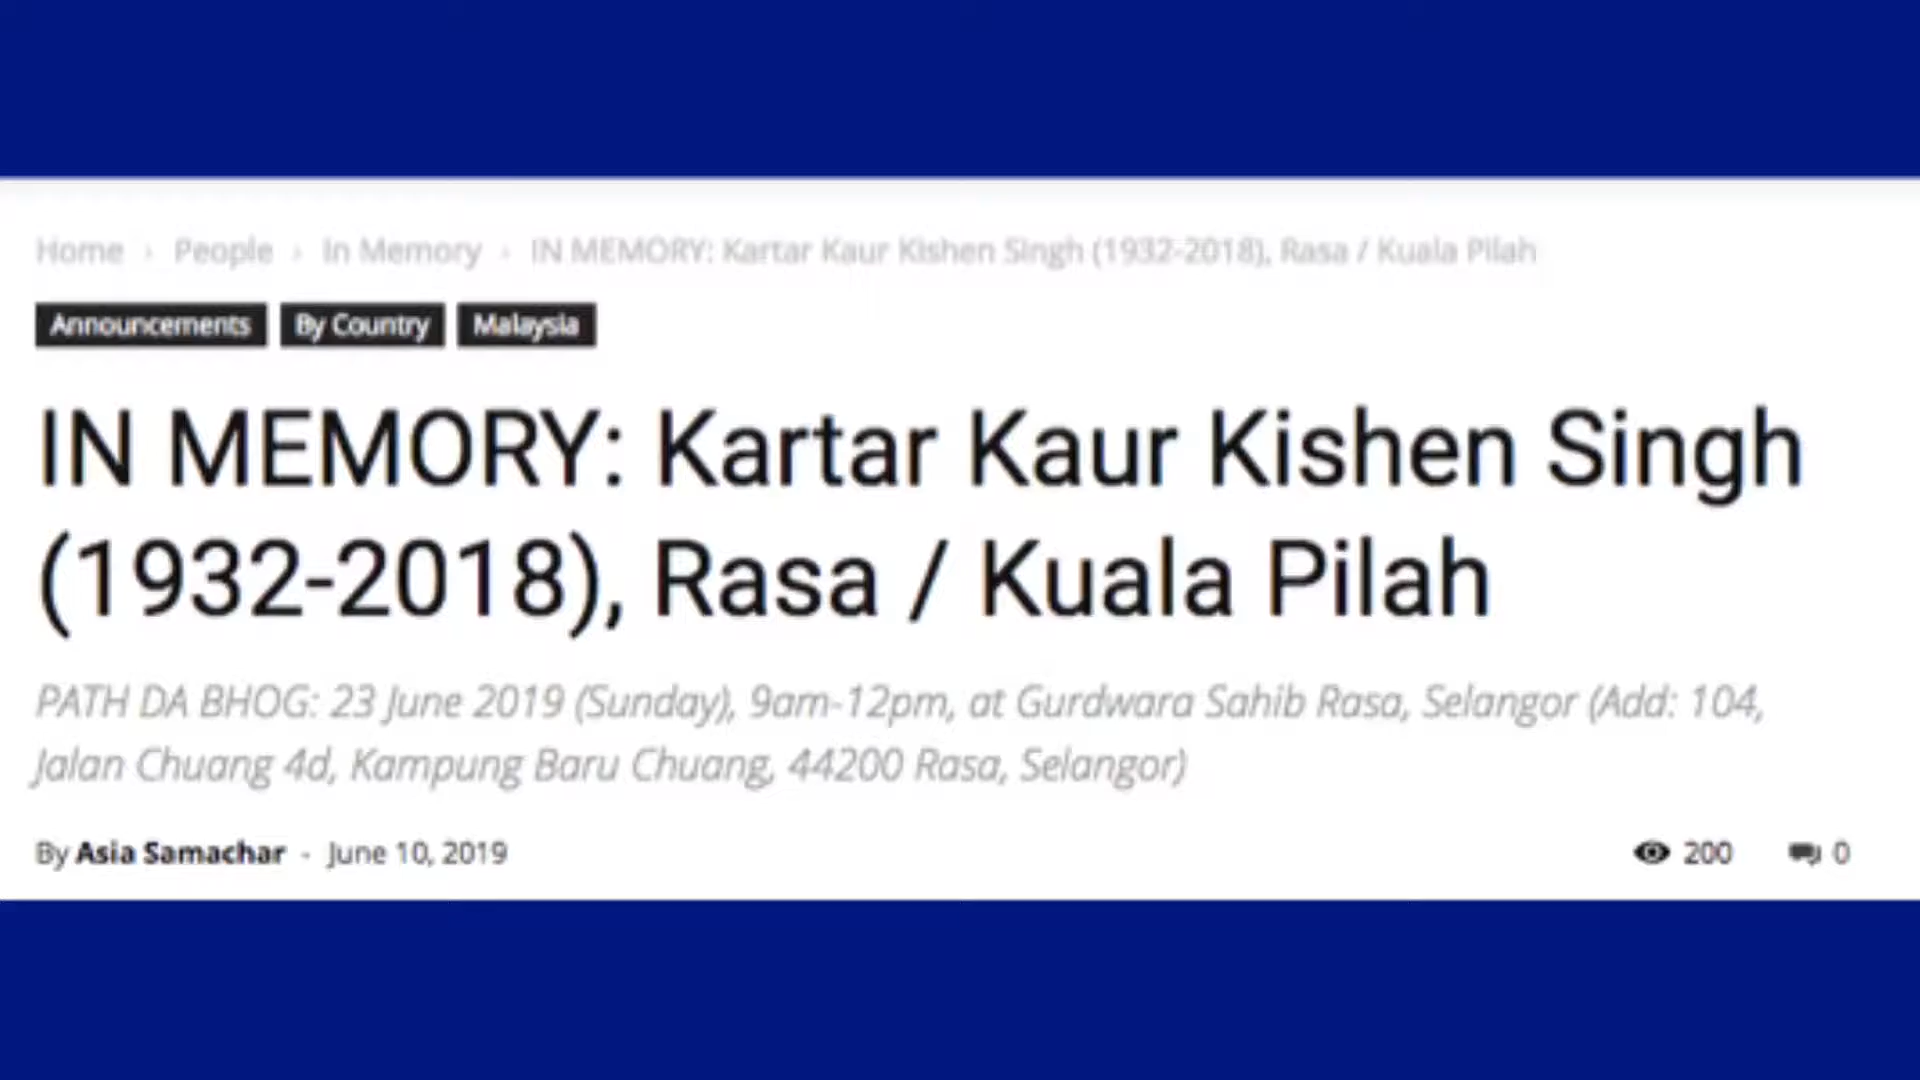 Home › People › In Memory › IN MEMORY: Kartar Kaur Kishen Singh (1932-2018), Rasa / Kuala Pilah
Announcements By Country Malaysia
IN MEMORY: Kartar Kaur Kishen Singh
(1932-2018), Rasa / Kuala Pilah
PATH DA BHOG: 23 June 2019 (Sunday), 9am-12pm, at Gurdwara Sahib Rasa, Selangor (Add: 104,
Jalan Chuang 4d, Kampung Baru Chuang, 44200 Rasa, Selangor)
By Asia Samachar - June 10, 2019 200 0